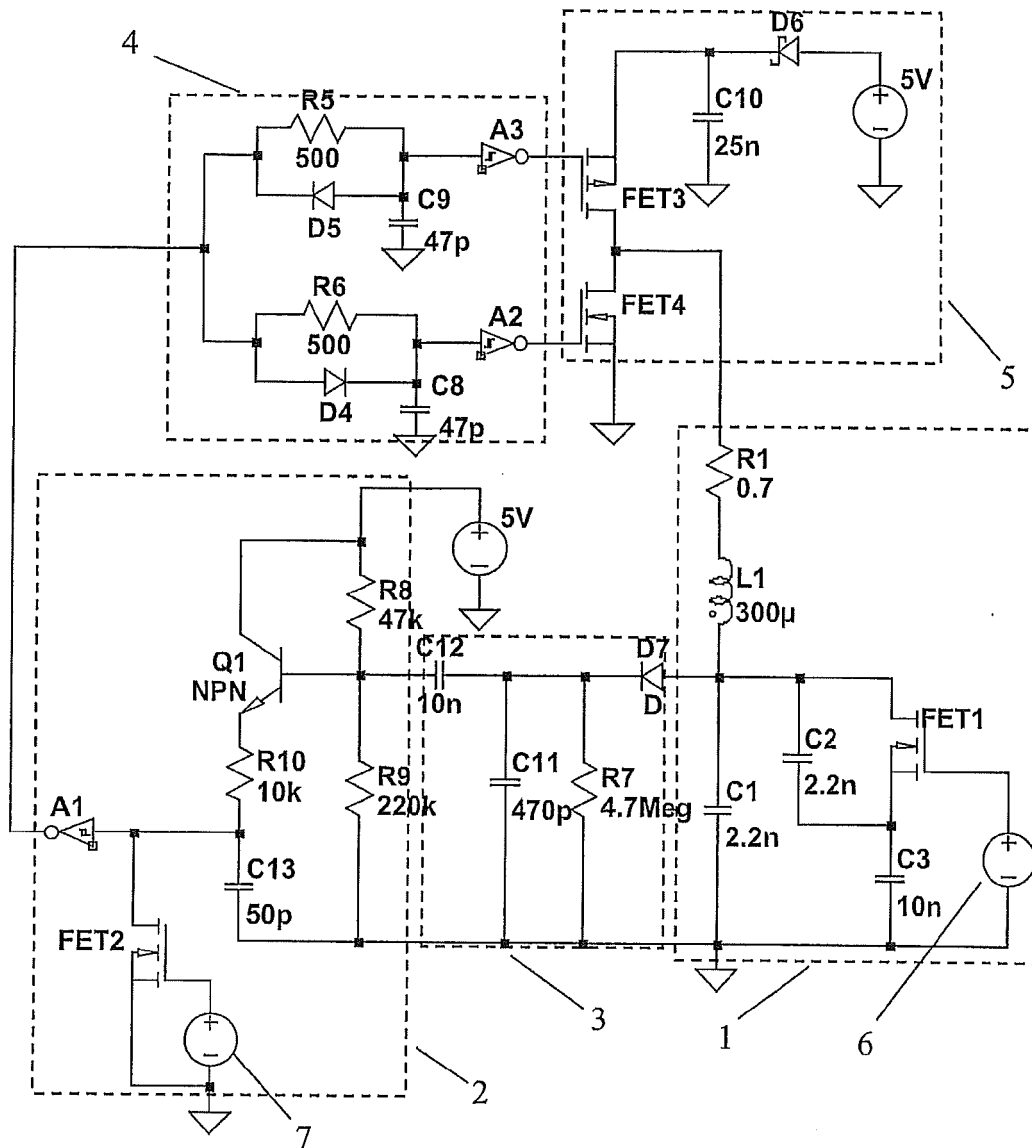 4
D6
R5
500
D5
A3
C9
47p
C10
25n
5V
FET3
R6
500
D4
A2
C8
47p
FET4
5
R1
0.7
5V
L1
300µ
R8
47k
Q1
NPN
C12
10n
D7
D
FET1
R10
10k
R9
220k
C11
470p
R7
4.7Meg
C2
2.2n
C1
2.2n
A1
C13
50p
C3
10n
FET2
3
1
6
2
7